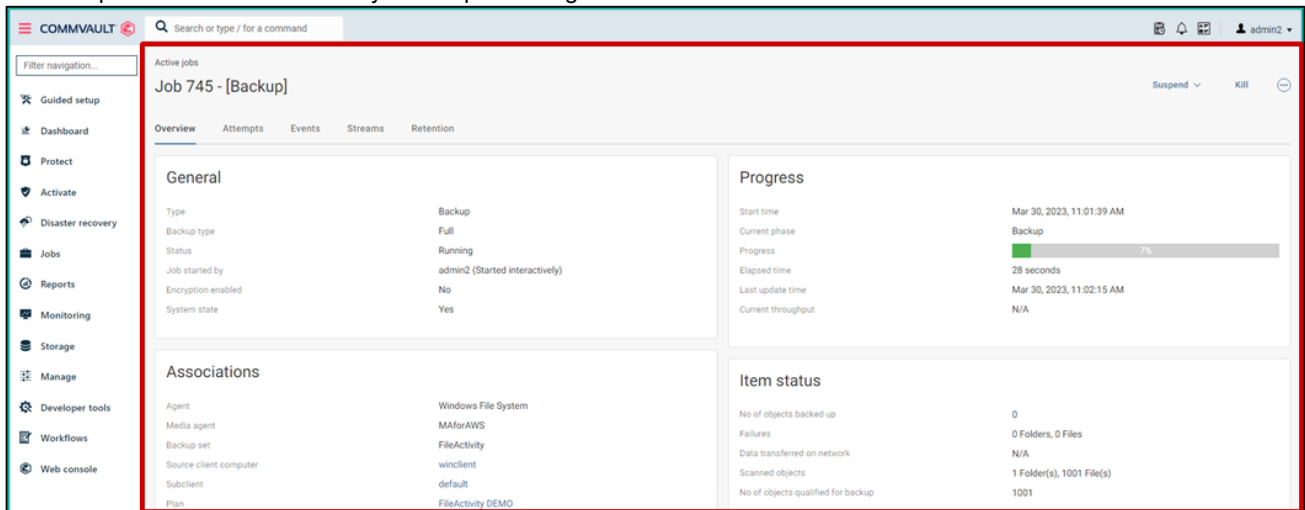 COMMVAULT
Search or type / for a command
admin2
Filter navigation...
Guided setup
Dashboard
Protect
Activate
Disaster recovery
Jobs
Reports
Monitoring
Storage
Manage
Developer tools
Workflows
Web console
Active jobs
Job 745 - [Backup]
Suspend
Kill
Overview Attempts Events Streams Retention
General
Type Backup
Backup type Full
Status Running
Job started by admin2 (Started interactively)
Encryption enabled No
System state Yes
Progress
Start time Mar 30, 2023, 11:01:39 AM
Current phase Backup
Progress 7%
Elapsed time 28 seconds
Last update time Mar 30, 2023, 11:02:15 AM
Current throughput N/A
Associations
Agent Windows File System
Media agent MAforAWS
Backup set FileActivity
Source client computer winclient
Subclient default
Plan FileActivity DEMO
Item status
No of objects backed up 0
Failures 0 Folders, 0 Files
Data transferred on network N/A
Scanned objects 1 Folder(s), 1001 File(s)
No of objects qualified for backup 1001